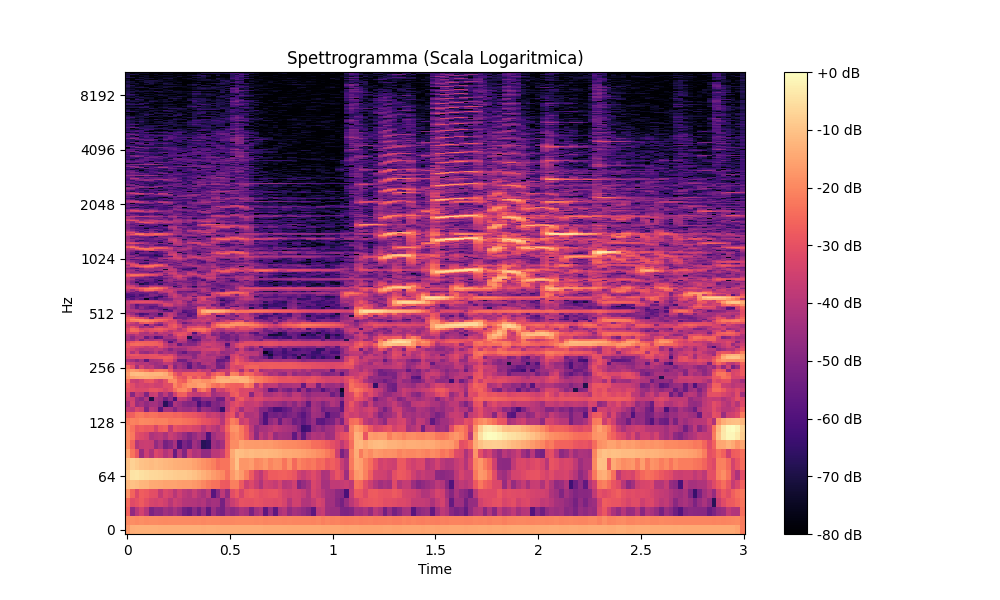 Spettrogramma (Scala Logaritmica)
Hz
8192
4096
2048
1024
512
256
128
64
0
0
0.5
1
1.5
2
2.5
3
Time
+0 dB
-10 dB
-20 dB
-30 dB
-40 dB
-50 dB
-60 dB
-70 dB
-80 dB